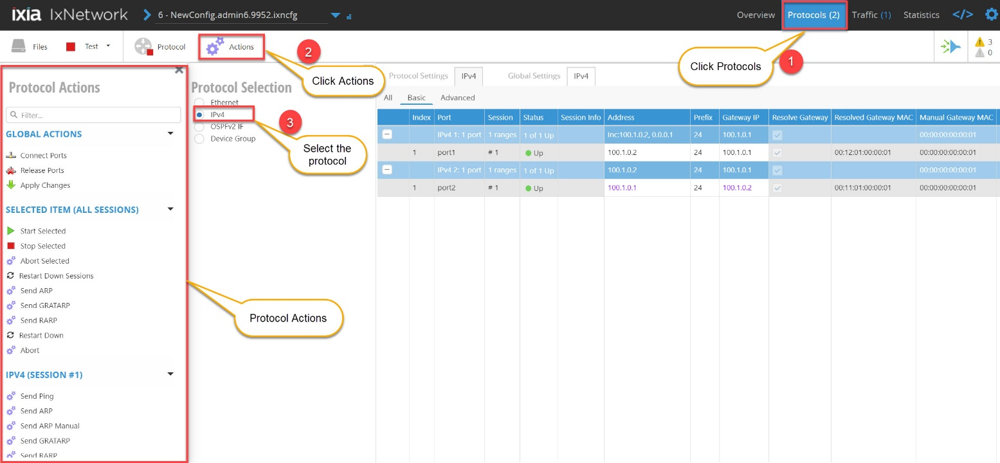 ixia IxNetwork 6 - NewConfig.admin6.9952.ixncfg Overview Protocols (2) Traffic (1) Statistics </>
Files Test Protocol Actions 3
0
2
Click Actions
Click Protocols
1
Protocol Actions
Filter...
GLOBAL ACTIONS
Connect Ports
Release Ports
Apply Changes
SELECTED ITEM (ALL SESSIONS)
Start Selected
Stop Selected
Abort Selected
Restart Down Sessions
Send ARP
Send GRATARP
Send RARP
Restart Down
Abort
IPV4 (SESSION #1)
Send Ping
Send ARP
Send ARP Manual
Send GRATARP
Send RARP
Protocol Selection
Ethernet
IPv4
OSPFv2 IF
Device Group
3
Select the
protocol
Protocol Actions
Protocol Settings IPv4 Global Settings IPv4
All Basic Advanced
Index Port Session Status Session Info Address Prefix Gateway IP Resolve Gateway Resolved Gateway MAC Manual Gateway MAC
IPv4 1: 1 port 1 ranges 1 of 1 Up Inc:100.1.0.2, 0.0.0.1 24 100.1.0.1 00:00:00:00:00:01
1 port1 # 1 Up 100.1.0.2 24 100.1.0.1 00:12:01:00:00:01 00:00:00:00:00:01
IPv4 2: 1 port 1 ranges 1 of 1 Up 100.1.0.2 24 100.1.0.1 00:00:00:00:00:01
1 port2 # 1 Up 100.1.0.1 24 100.1.0.2 00:11:01:00:00:01 00:00:00:00:00:01